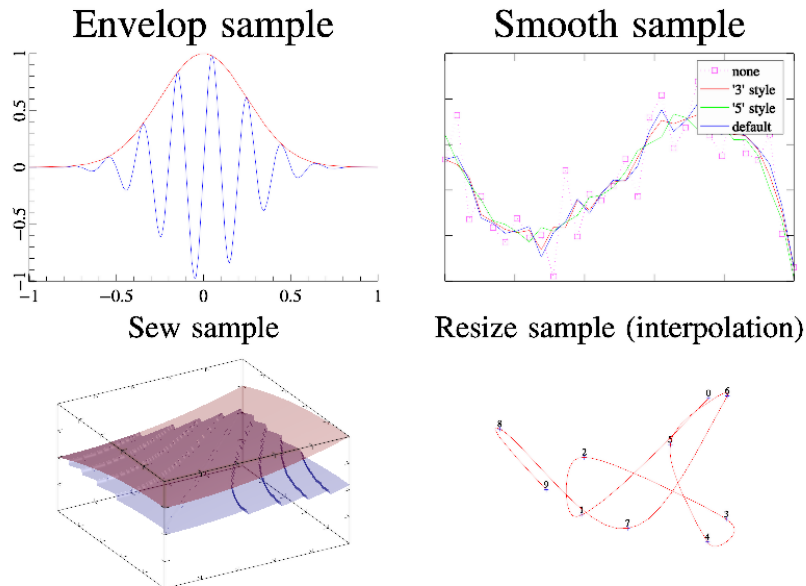 Envelop sample
1
0.5
0
−0.5
−1
−1
−0.5
0
0.5
1
Smooth sample
none
'3' style
'5' style
default
Sew sample
Resize sample (interpolation)
0
6
8
5
2
9
1
7
3
4